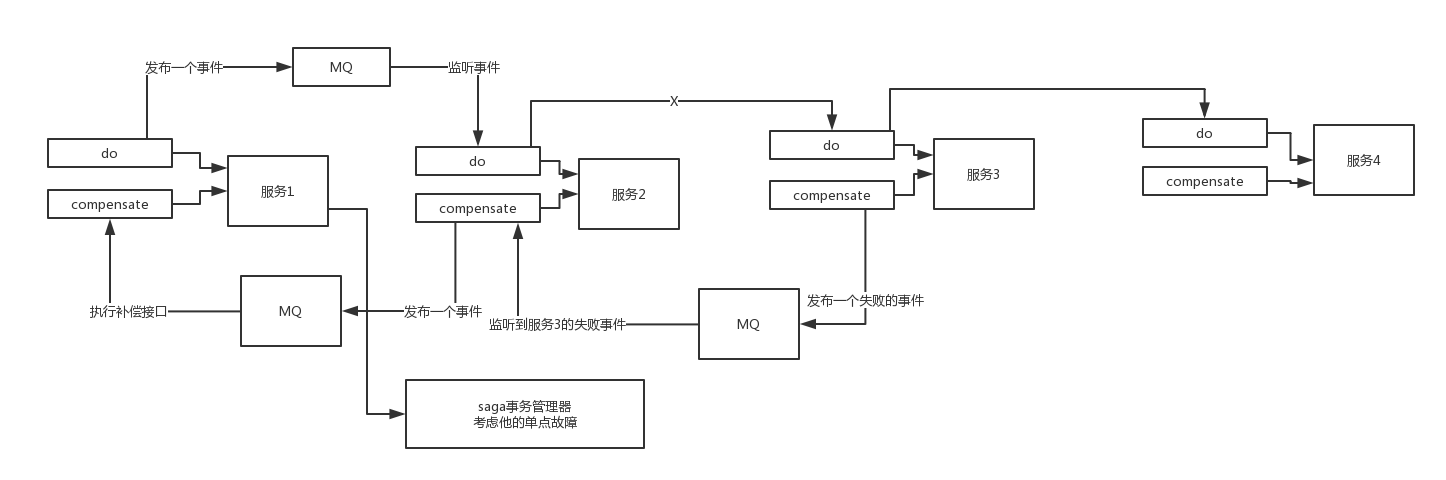 发布一个事件
MQ
监听事件
X
do
服务1
compensate
do
服务2
compensate
do
服务3
compensate
do
服务4
compensate
执行补偿接口
MQ
发布一个事件
监听到服务3的失败事件
MQ
发布一个失败的事件
saga事务管理器
考虑他的单点故障